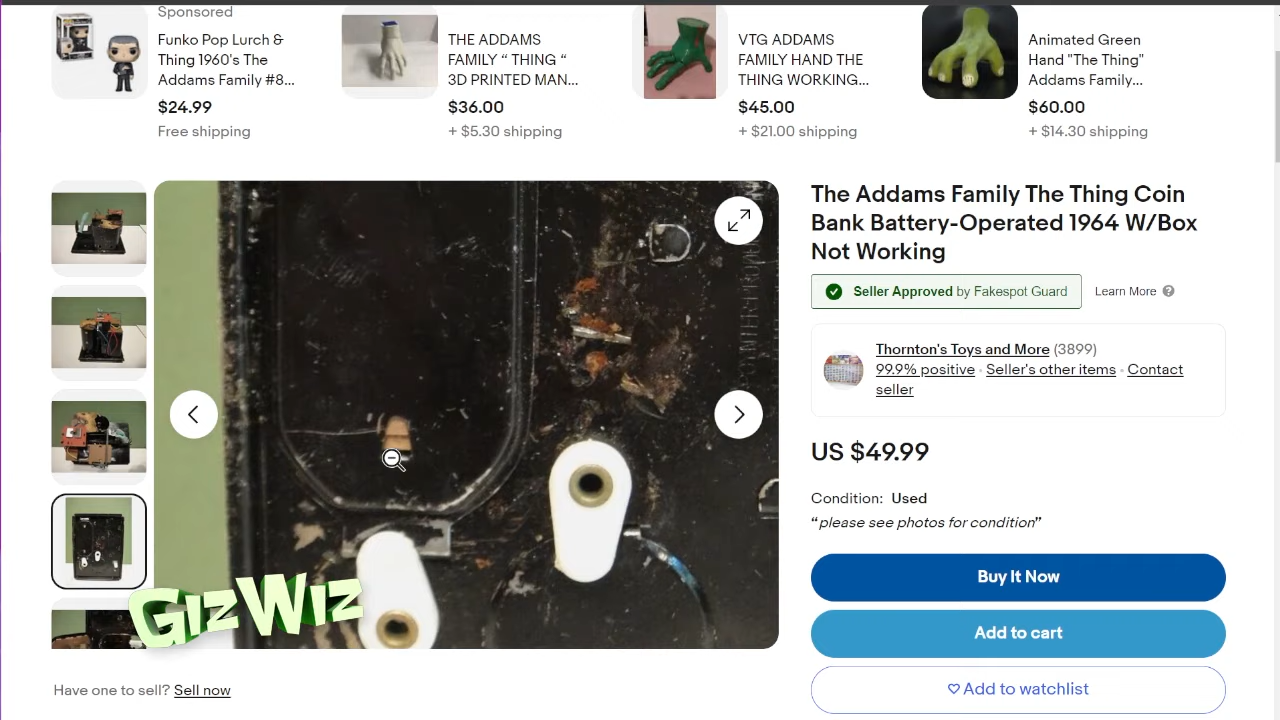 Sponsored
Funko Pop Lurch &
Thing 1960's The
Addams Family #8...
$24.99
Free shipping
THE ADDAMS
FAMILY “ THING “
3D PRINTED MAN...
$36.00
+ $5.30 shipping
VTG ADDAMS
FAMILY HAND THE
THING WORKING...
$45.00
+ $21.00 shipping
Animated Green
Hand "The Thing"
Addams Family...
$60.00
+ $14.30 shipping
The Addams Family The Thing Coin
Bank Battery-Operated 1964 W/Box
Not Working
Seller Approved by Fakespot Guard
Learn More ?
Thornton's Toys and More (3899)
99.9% positive · Seller's other items · Contact
seller
US $49.99
Condition: Used
“please see photos for condition”
Buy It Now
Add to cart
Add to watchlist
GIZWIZ
Have one to sell? Sell now